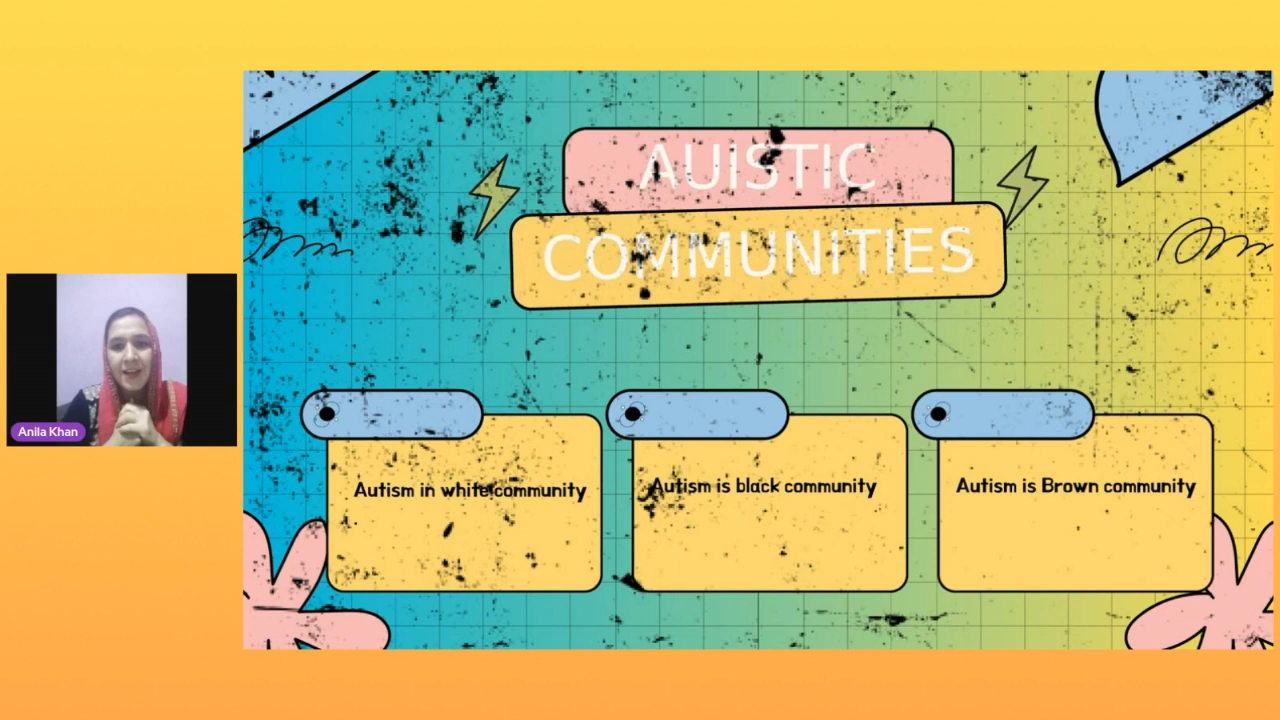 AUISTIC
COMMUNITIES
Anila Khan
Autism in white community
Autism is black community
Autism is Brown community